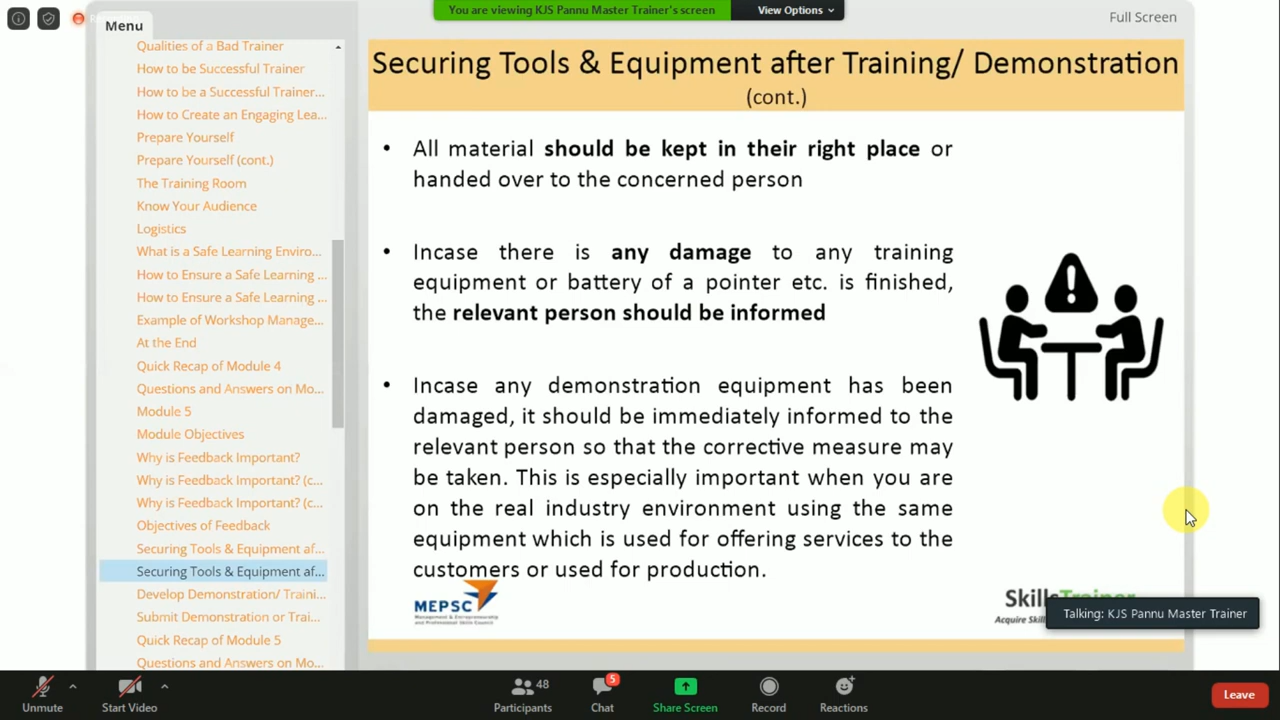 You are viewing KJS Pannu Master Trainer's screen
View Options
Full Screen
Menu
Qualities of a Bad Trainer
How to be Successful Trainer
How to be a Successful Trainer...
How to Create an Engaging Lea...
Prepare Yourself
Prepare Yourself (cont.)
The Training Room
Know Your Audience
Logistics
What is a Safe Learning Enviro...
How to Ensure a Safe Learning ...
How to Ensure a Safe Learning ...
Example of Workshop Manage...
At the End
Quick Recap of Module 4
Questions and Answers on Mo...
Module 5
Module Objectives
Why is Feedback Important?
Why is Feedback Important? (c...
Why is Feedback Important? (c...
Objectives of Feedback
Securing Tools & Equipment af...
Securing Tools & Equipment af...
Develop Demonstration/ Traini...
Submit Demonstration or Trai...
Quick Recap of Module 5
Questions and Answers on Mo...
Securing Tools & Equipment after Training/ Demonstration
(cont.)
• All material should be kept in their right place or
handed over to the concerned person
• Incase there is any damage to any training
equipment or battery of a pointer etc. is finished,
the relevant person should be informed
• Incase any demonstration equipment has been
damaged, it should be immediately informed to the
relevant person so that the corrective measure may
be taken. This is especially important when you are
on the real industry environment using the same
equipment which is used for offering services to the
customers or used for production.
MEPSC
Management & Entrepreneurship
and Professional Skills Council
SkillsTrainer
Acquire
Talking: KJS Pannu Master Trainer
Unmute
Start Video
Participants
48
Chat
5
Share Screen
Record
Reactions
Leave